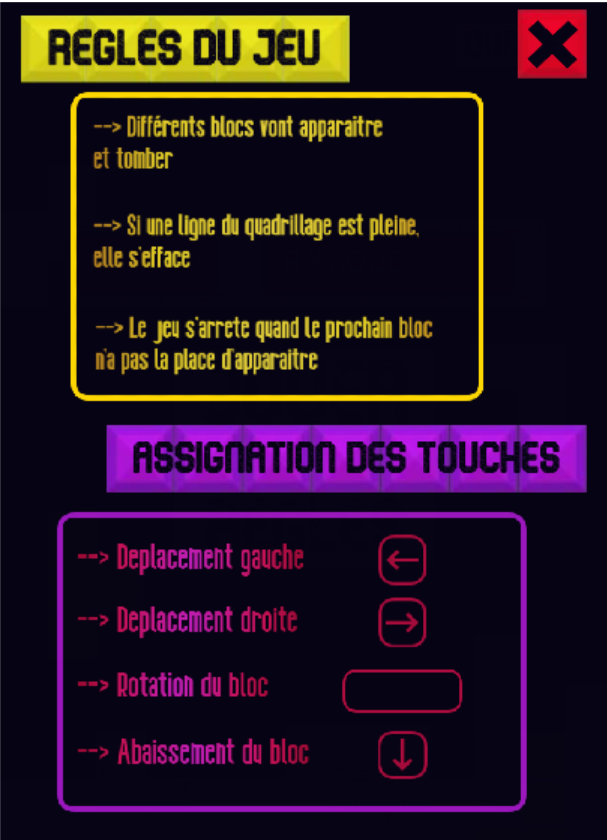 REGLES DU JEU
--> Différents blocs vont apparaitre
et tomber
--> Si une ligne du quadrillage est pleine,
elle s'efface
--> Le jeu s'arrete quand le prochain bloc
n'a pas la place d'apparaitre
ASSIGNATION DES TOUCHES
--> Deplacement gauche ←
--> Deplacement droite →
--> Rotation du bloc
--> Abaissement du bloc ↓